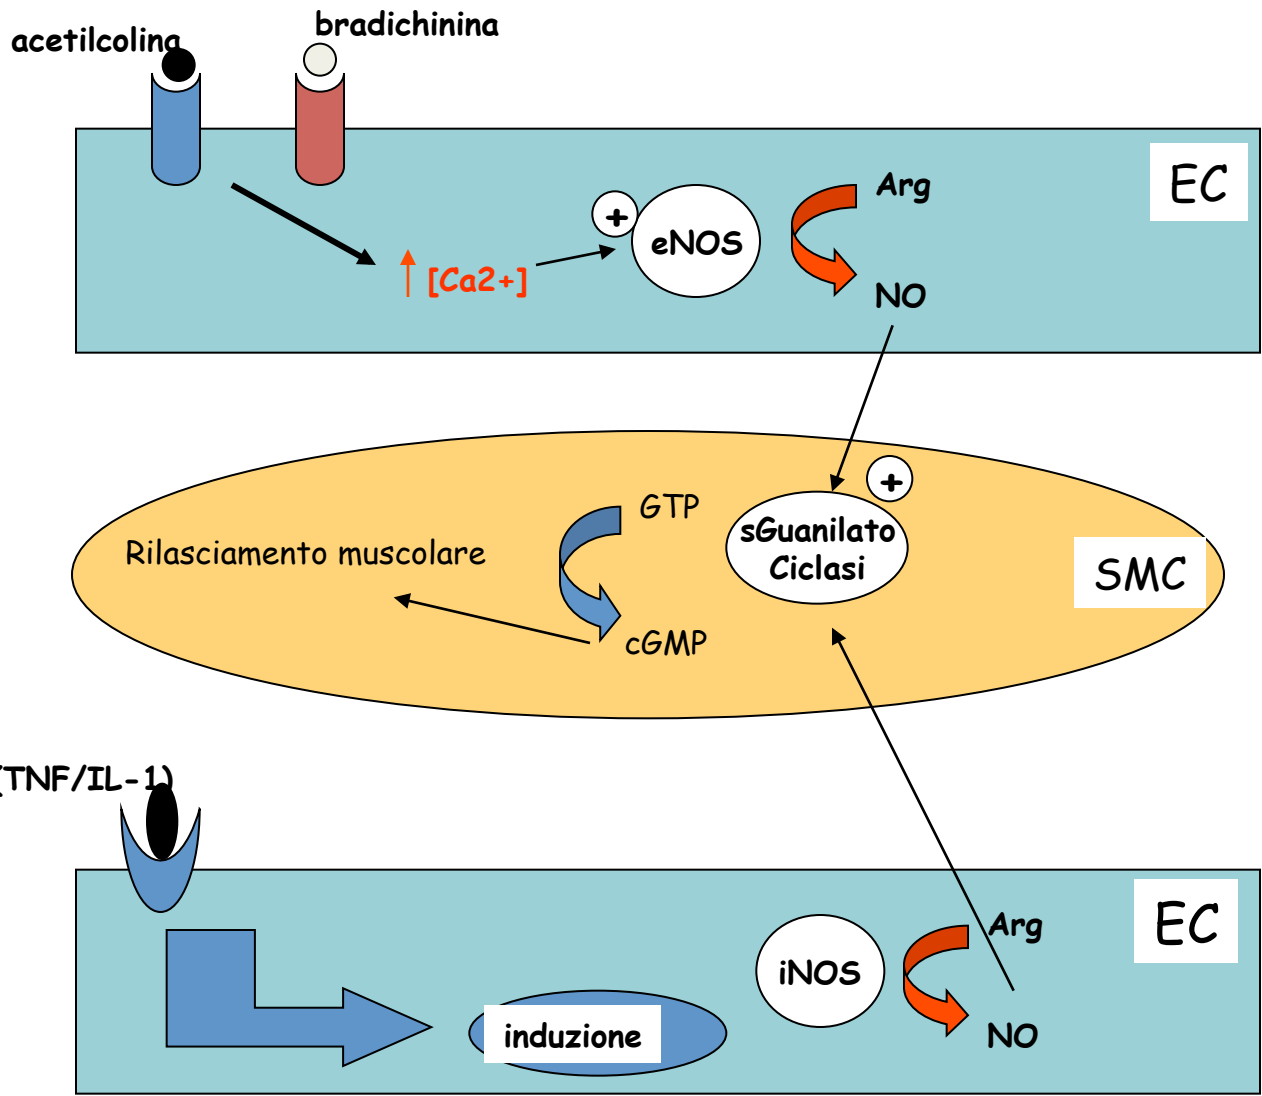 bradichinina
acetilcolina
EC
Arg
+
eNOS
[Ca2+]
NO
+
GTP
sGuanilato
Ciclasi
Rilasciamento muscolare
SMC
cGMP
(TNF/IL-1)
EC
Arg
iNOS
induzione
NO